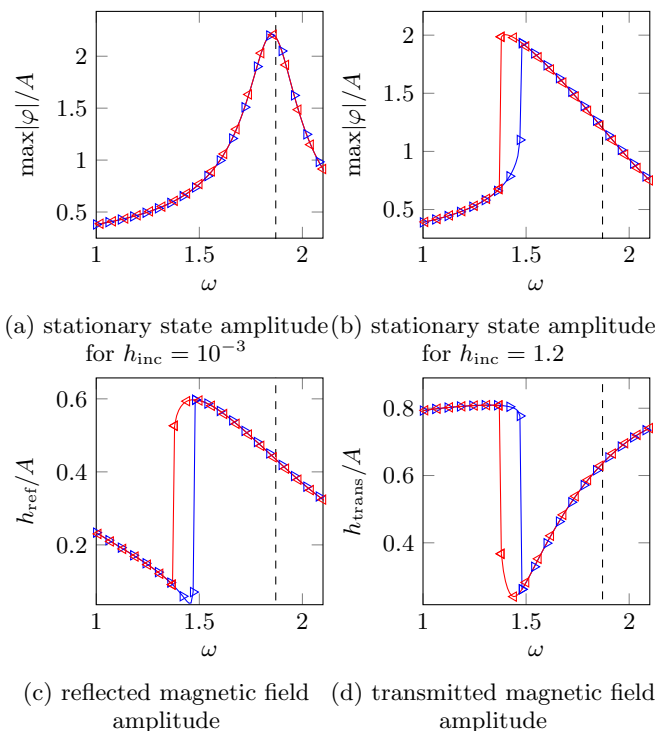 2
1.5
1
0.5
max|φ|/A
1 1.5 2
ω
2
1.5
1
0.5
max|φ|/A
1 1.5 2
ω
(a) stationary state amplitude
for h_inc = 10^−3
(b) stationary state amplitude
for h_inc = 1.2
0.6
0.4
0.2
h_ref/A
1 1.5 2
ω
0.8
0.6
0.4
h_trans/A
1 1.5 2
ω
(c) reflected magnetic field
amplitude
(d) transmitted magnetic field
amplitude